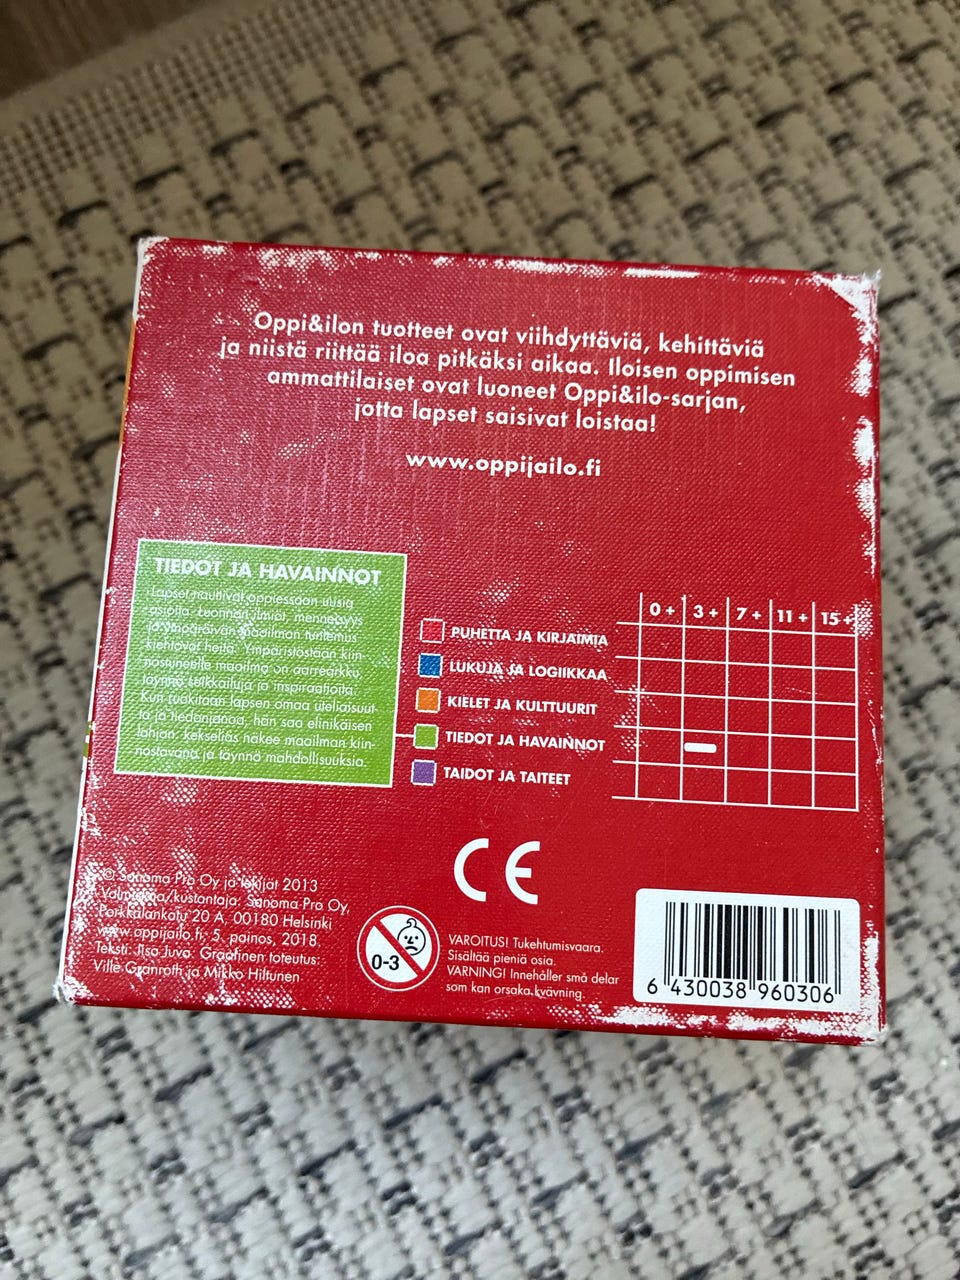 Oppi&ilon tuotteet ovat viihdyttäviä, kehittäviä
ja niistä riittää iloa pitkäksi aikaa. Iloisen oppimisen
ammattilaiset ovat luoneet Oppi&ilo-sarjan,
jotta lapset saisivat loistaa!
www.oppijailo.fi
TIEDOT JA HAVAINNOT
Lapset nauttivat oppiessaan uusia
asioita. Luonnon ilmiöt, menneisyys
ja ympäröivän maailman tuntemus
kiehtovat heitä. Ympäristöstään kiin-
nostuneelle maailma on aarreaikku,
täynnä seikkailuja ja inspiraatioita.
Kun ruokitaan lapsen omaa uteliaisuut-
ta ja tiedonjanoa, hän saa elinikäisen
lahjan: kekseliäs näkee maailman kiin-
nostavana ja täynnä mahdollisuuksia.
0 + 3 + 7 + 11 + 15 +
PUHETTA JA KIRJAIMIA
LUKUJA JA LOGIIKKAA
KIELET JA KULTTUURIT
TIEDOT JA HAVAINNOT
TAIDOT JA TAITEET
CE
© Sanoma Pro Oy ja tekijät 2013
Valmistaja/kustantaja: Sanoma Pro Oy,
Porkkalankatu 20 A, 00180 Helsinki
www.oppijailo.fi, 5. painos, 2018.
Teksti: Iisa Juva. Graafinen toteutus:
Ville Granroth ja Mikko Hiltunen
0-3
VAROITUS! Tukehtumisvaara.
Sisältää pieniä osia.
VARNING! Innehåller små delar
som kan orsaka kvävning.
6 430038 960306